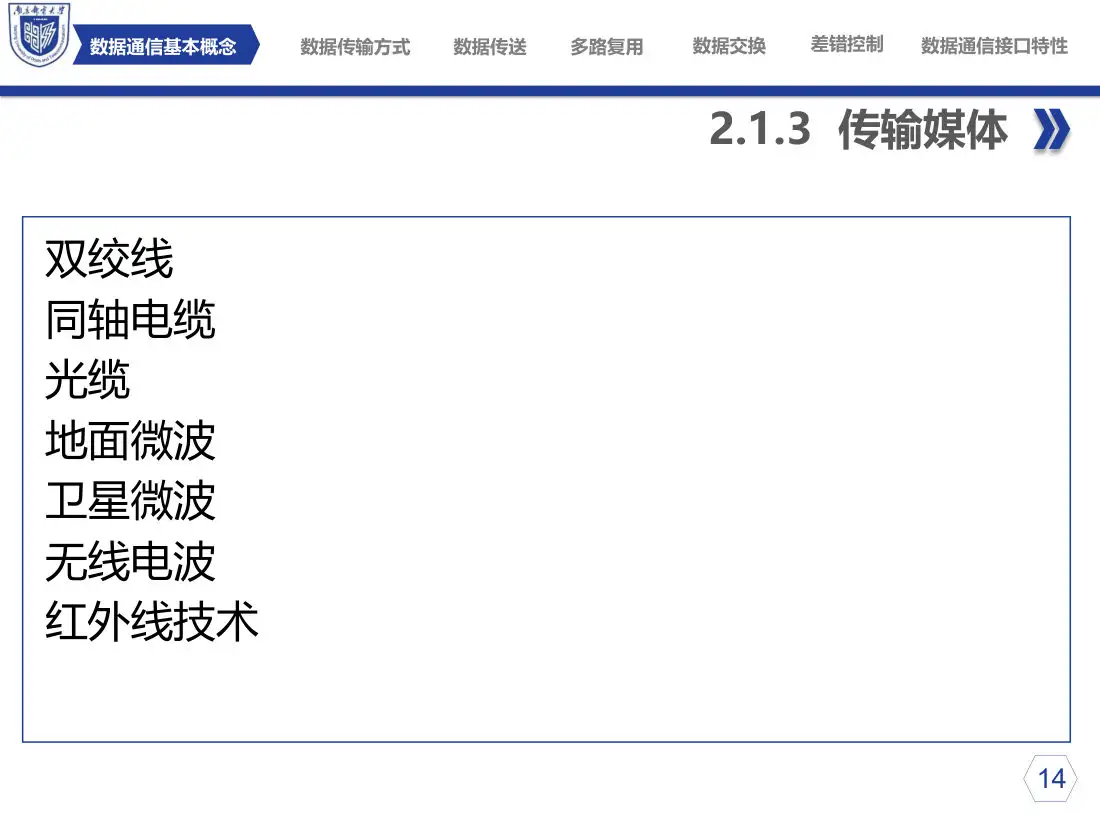 数据通信基本概念
数据传输方式
数据传送
多路复用
数据交换
差错控制
数据通信接口特性
2.1.3 传输媒体
双绞线
同轴电缆
光缆
地面微波
卫星微波
无线电波
红外线技术
14